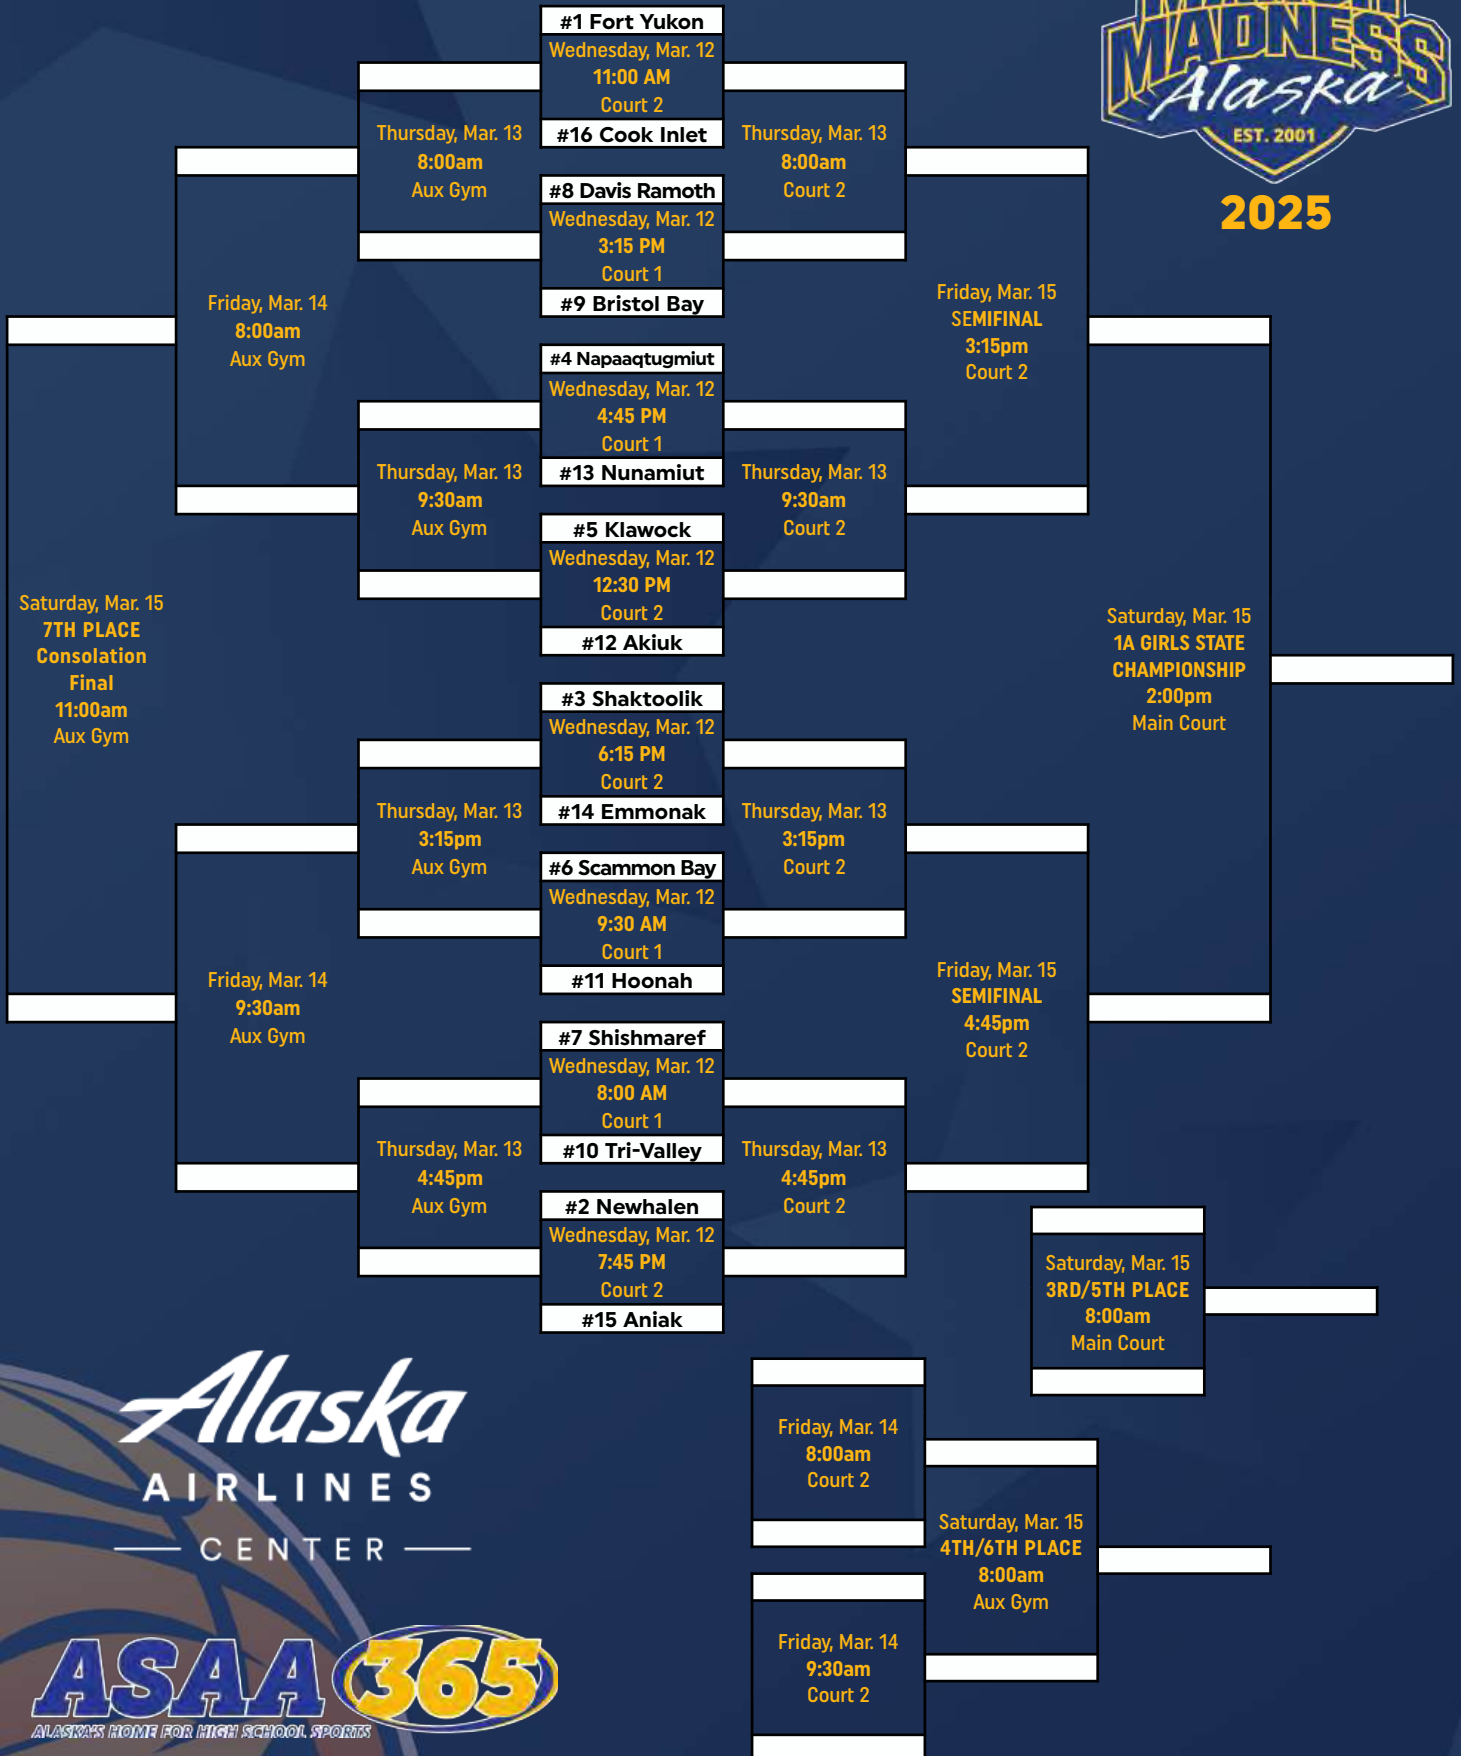 MADNESS
Alaska
EST. 2001
2025
#1 Fort Yukon
Wednesday, Mar. 12
11:00 AM
Court 2
#16 Cook Inlet
#8 Davis Ramoth
Wednesday, Mar. 12
3:15 PM
Court 1
#9 Bristol Bay
#4 Napaaqtugmiut
Wednesday, Mar. 12
4:45 PM
Court 1
#13 Nunamiut
#5 Klawock
Wednesday, Mar. 12
12:30 PM
Court 2
#12 Akiuk
#3 Shaktoolik
Wednesday, Mar. 12
6:15 PM
Court 2
#14 Emmonak
#6 Scammon Bay
Wednesday, Mar. 12
9:30 AM
Court 1
#11 Hoonah
#7 Shishmaref
Wednesday, Mar. 12
8:00 AM
Court 1
#10 Tri-Valley
#2 Newhalen
Wednesday, Mar. 12
7:45 PM
Court 2
#15 Aniak
Thursday, Mar. 13
8:00am
Aux Gym
Thursday, Mar. 13
9:30am
Aux Gym
Thursday, Mar. 13
3:15pm
Aux Gym
Thursday, Mar. 13
4:45pm
Aux Gym
Friday, Mar. 14
8:00am
Aux Gym
Friday, Mar. 14
9:30am
Aux Gym
Saturday, Mar. 15
7TH PLACE
Consolation
Final
11:00am
Aux Gym
Thursday, Mar. 13
8:00am
Court 2
Thursday, Mar. 13
9:30am
Court 2
Thursday, Mar. 13
3:15pm
Court 2
Thursday, Mar. 13
4:45pm
Court 2
Friday, Mar. 15
SEMIFINAL
3:15pm
Court 2
Friday, Mar. 15
SEMIFINAL
4:45pm
Court 2
Saturday, Mar. 15
1A GIRLS STATE
CHAMPIONSHIP
2:00pm
Main Court
Saturday, Mar. 15
3RD/5TH PLACE
8:00am
Main Court
Friday, Mar. 14
8:00am
Court 2
Saturday, Mar. 15
4TH/6TH PLACE
8:00am
Aux Gym
Friday, Mar. 14
9:30am
Court 2
Alaska
AIRLINES
CENTER
ASAA 365
ALASKA'S HOME FOR HIGH SCHOOL SPORTS